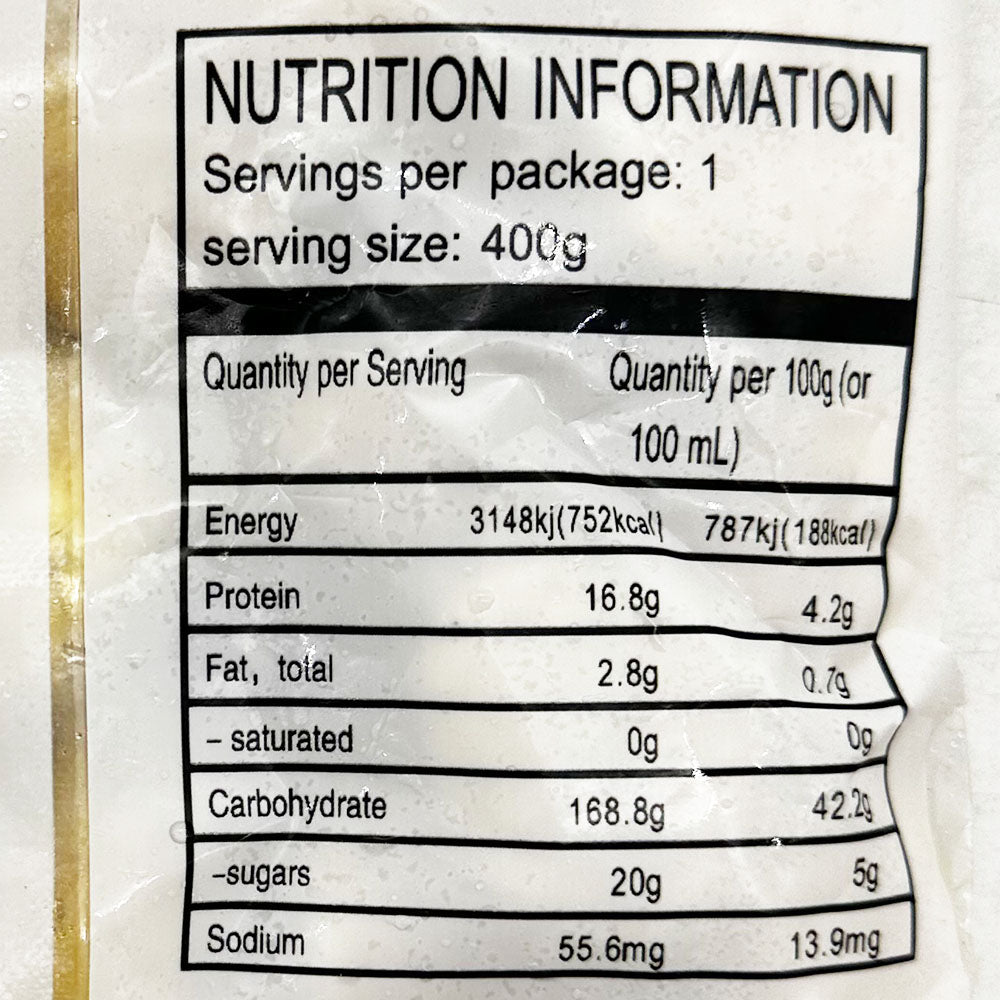 NUTRITION INFORMATION
Servings per package: 1
serving size: 400g
Quantity per Serving Quantity per 100g (or
100 mL)
Energy 3148kj(752kcal) 787kj(188kcal)
Protein 16.8g 4.2g
Fat, total 2.8g 0.7g
- saturated 0g 0g
Carbohydrate 168.8g 42.2g
-sugars 20g 5g
Sodium 55.6mg 13.9mg